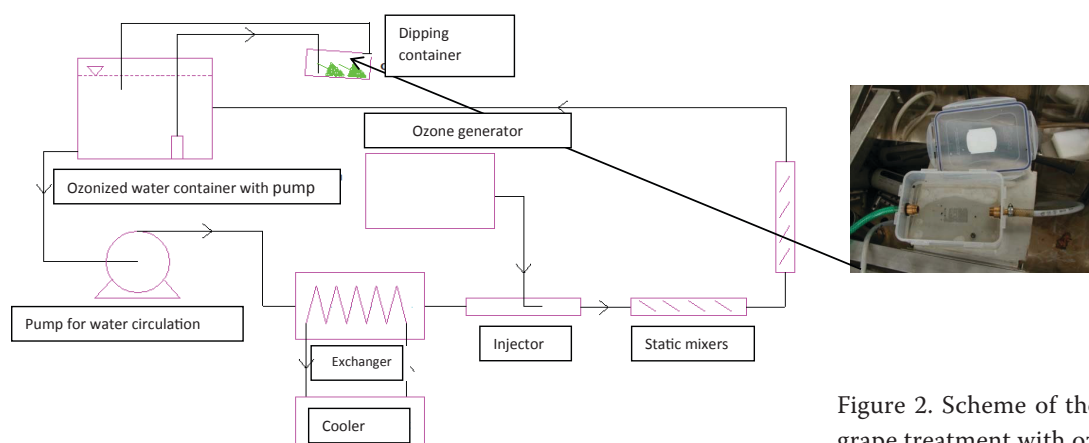 Dipping
container
Ozone generator
Ozonized water container with pump
Pump for water circulation
Exchanger
Cooler
Injector
Static mixers
Figure 2. Scheme of the
grape treatment with